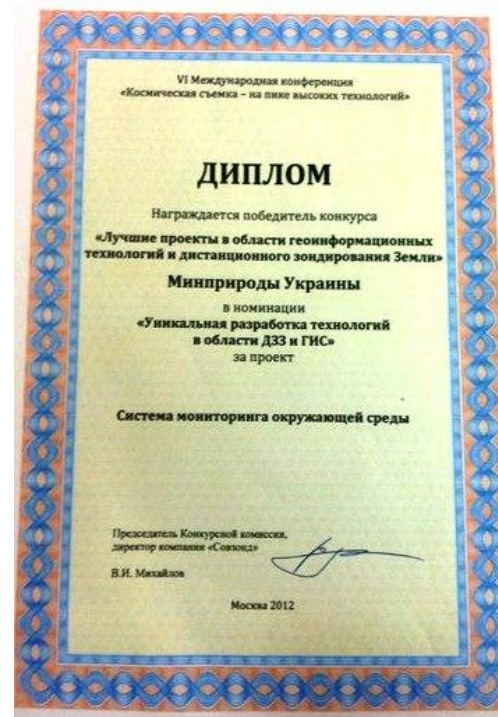 VI Международная конференция
«Космическая съемка – на пике высоких технологий»
ДИПЛОМ
Награждается победитель конкурса
«Лучшие проекты в области геоинформационных
технологий и дистанционного зондирования Земли»
Минприроды Украины
в номинации
«Уникальная разработка технологий
в области ДЗЗ и ГИС»
за проект
Система мониторинга окружающей среды
Председатель Конкурсной комиссии,
директор компании «Совзонд»
В.И. Михайлов
Москва 2012